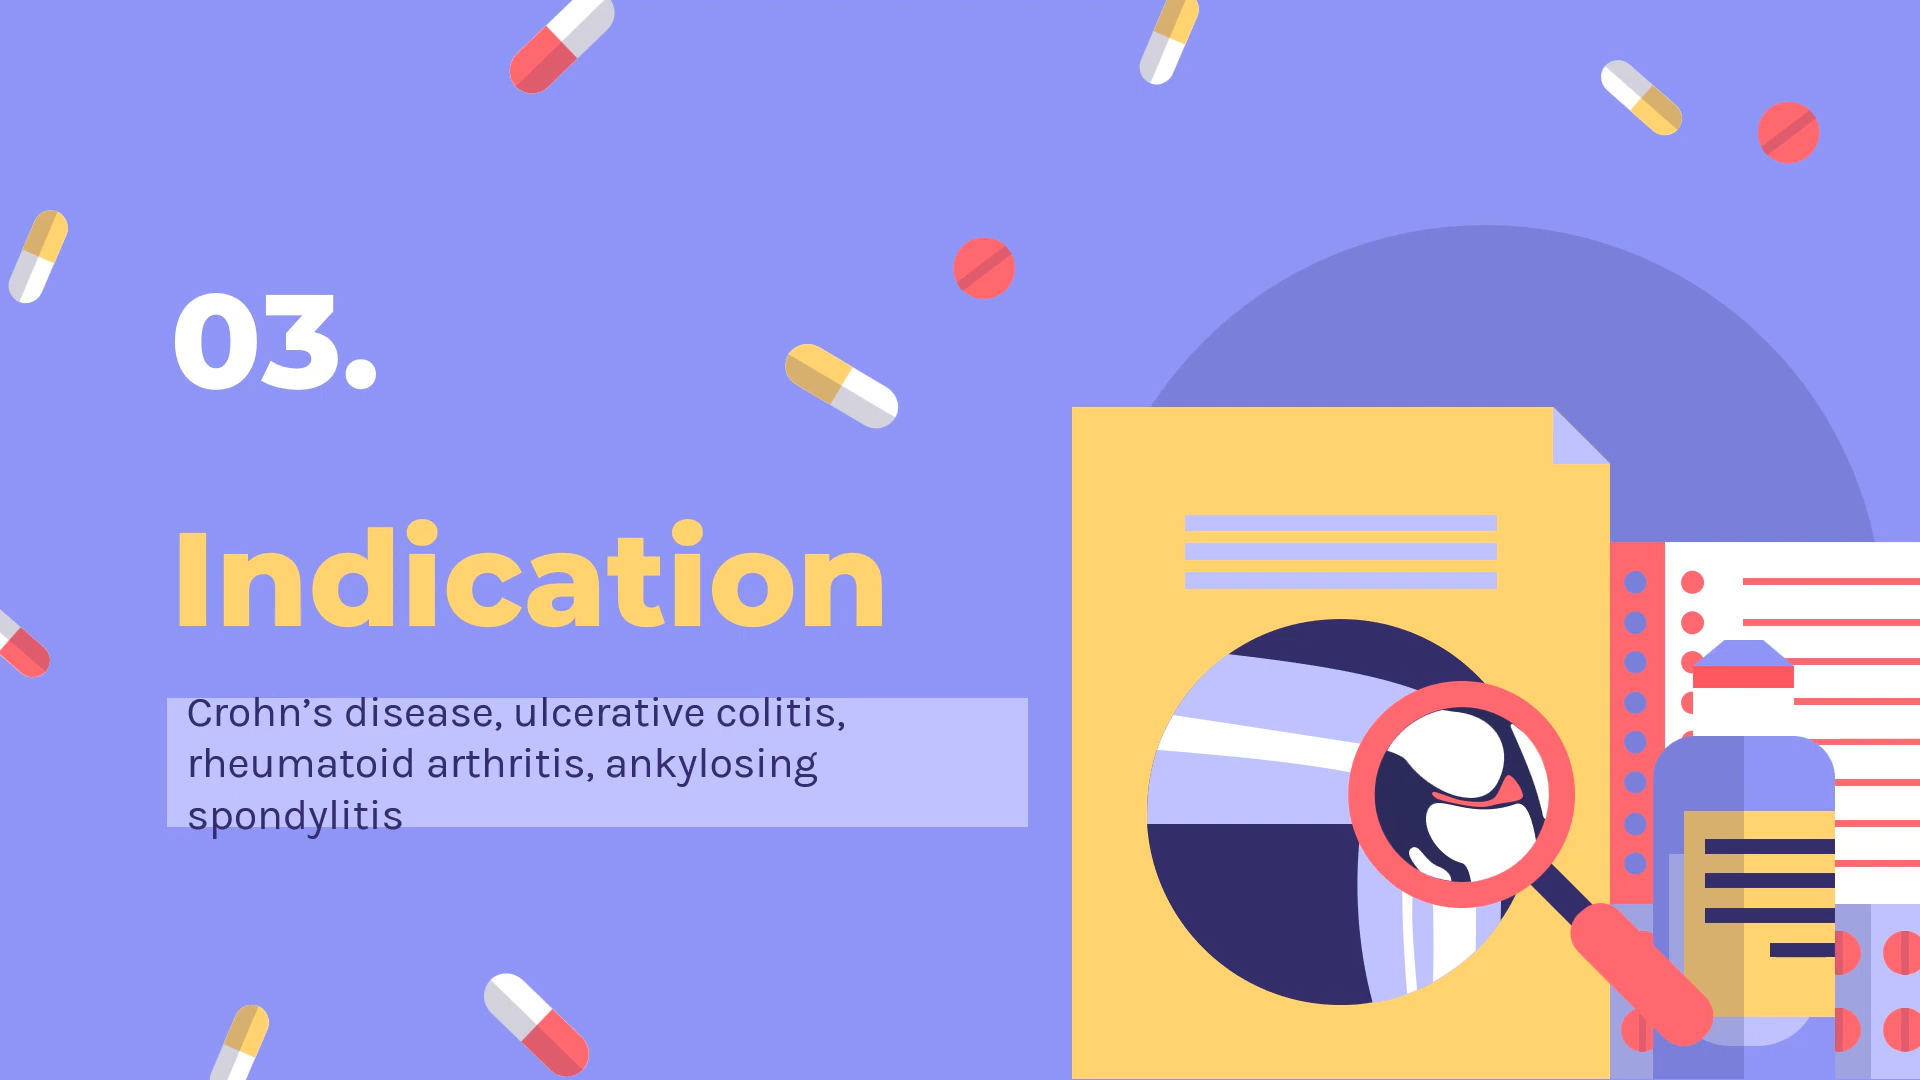 03.
Indication
Crohn’s disease, ulcerative colitis,
rheumatoid arthritis, ankylosing
spondylitis